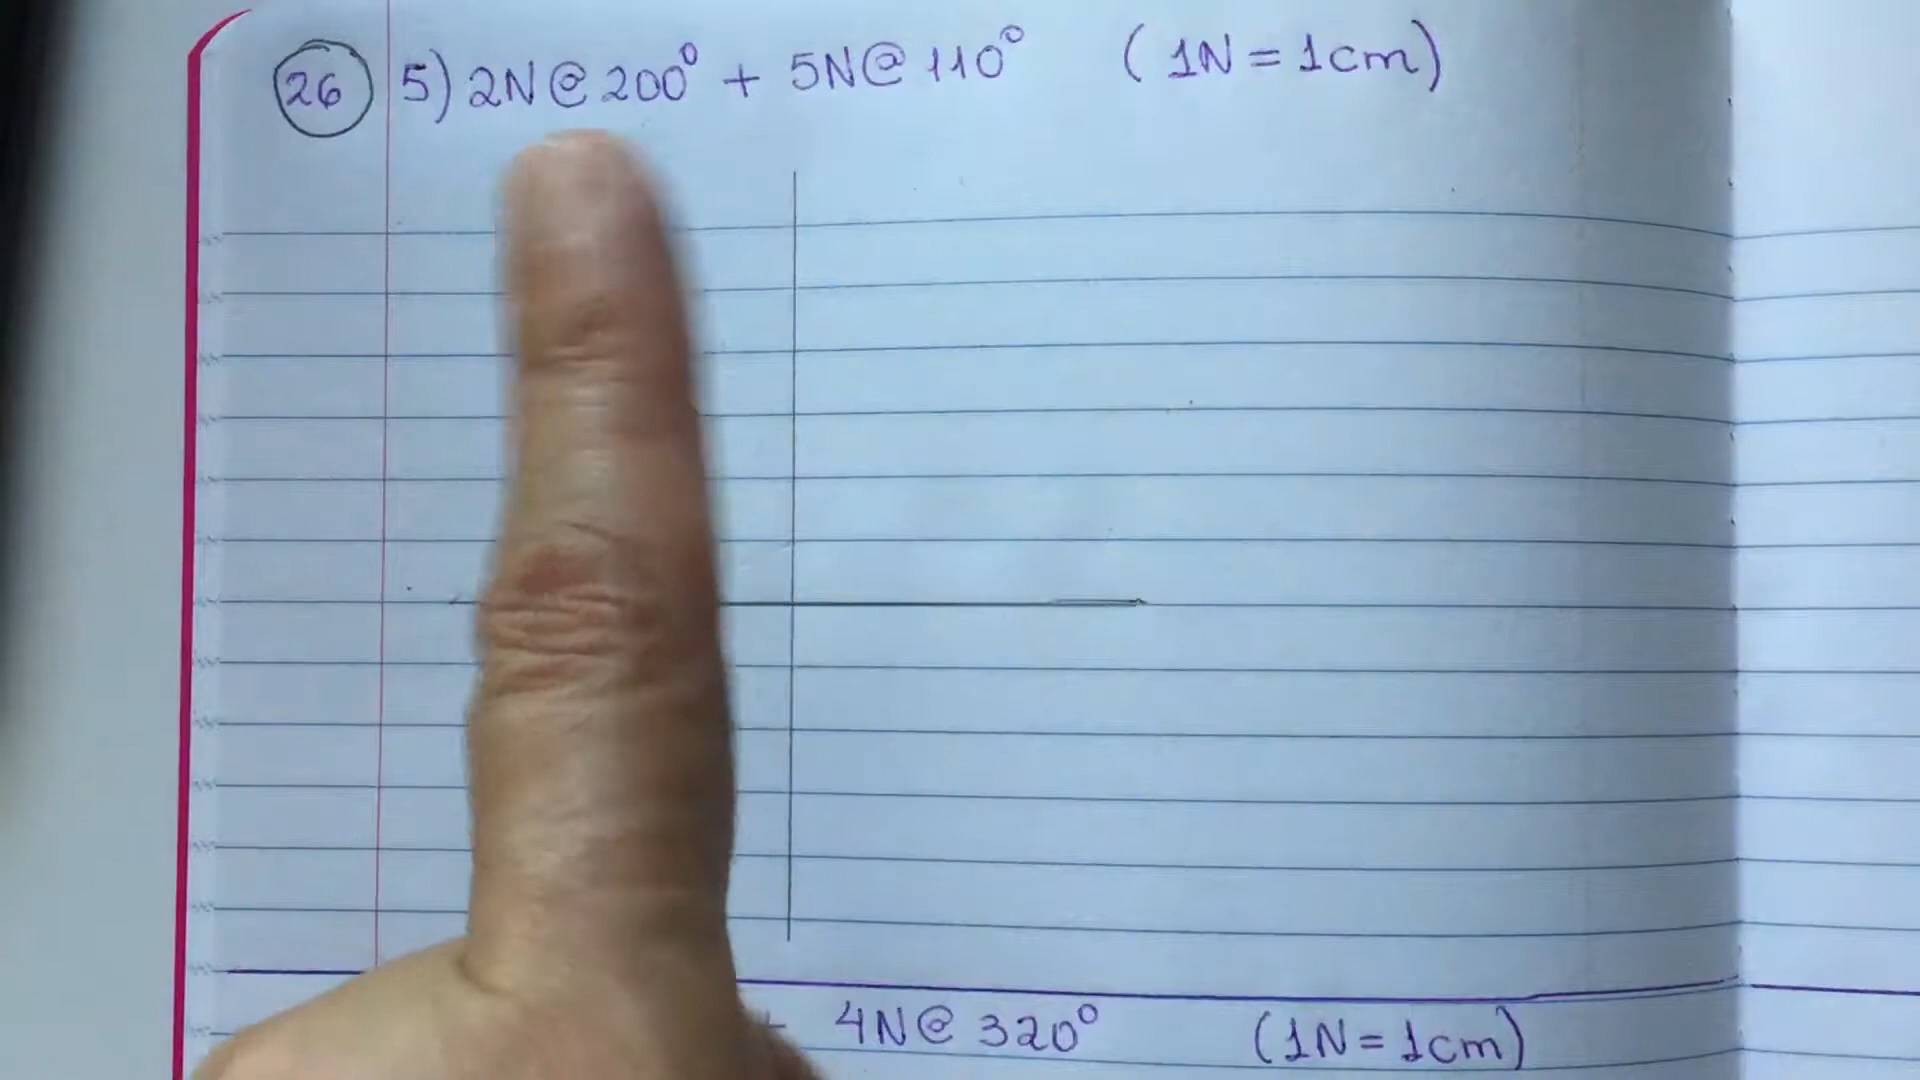 26 5) 2N@200° + 5N@110° (1N = 1cm)
+ 4N@ 320° (1N = 1cm)